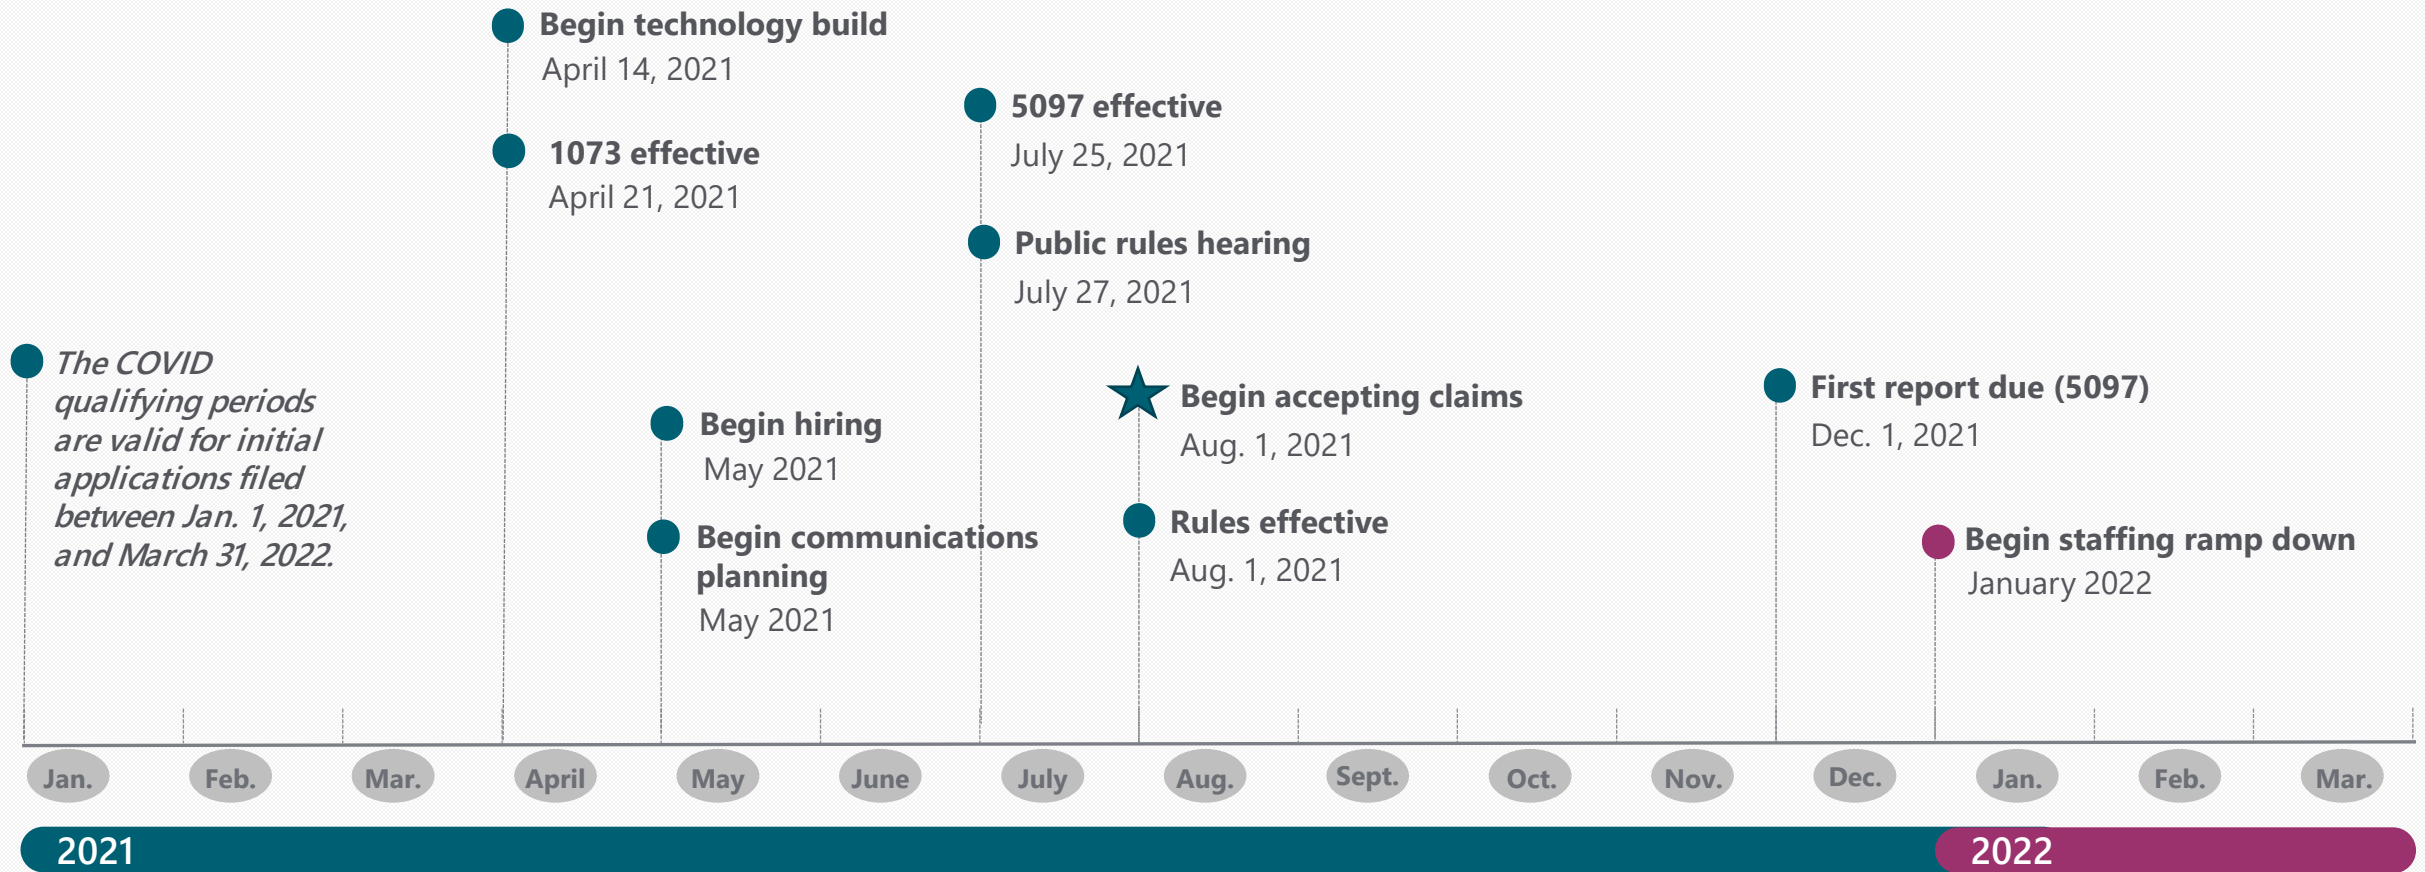 Begin technology build
April 14, 2021
1073 effective
April 21, 2021
5097 effective
July 25, 2021
Public rules hearing
July 27, 2021
The COVID
qualifying periods
are valid for initial
applications filed
between Jan. 1, 2021,
and March 31, 2022.
Begin hiring
May 2021
Begin communications
planning
May 2021
Begin accepting claims
Aug. 1, 2021
Rules effective
Aug. 1, 2021
First report due (5097)
Dec. 1, 2021
Begin staffing ramp down
January 2022
Jan. Feb. Mar. April May June July Aug. Sept. Oct. Nov. Dec. Jan. Feb. Mar.
2021 2022